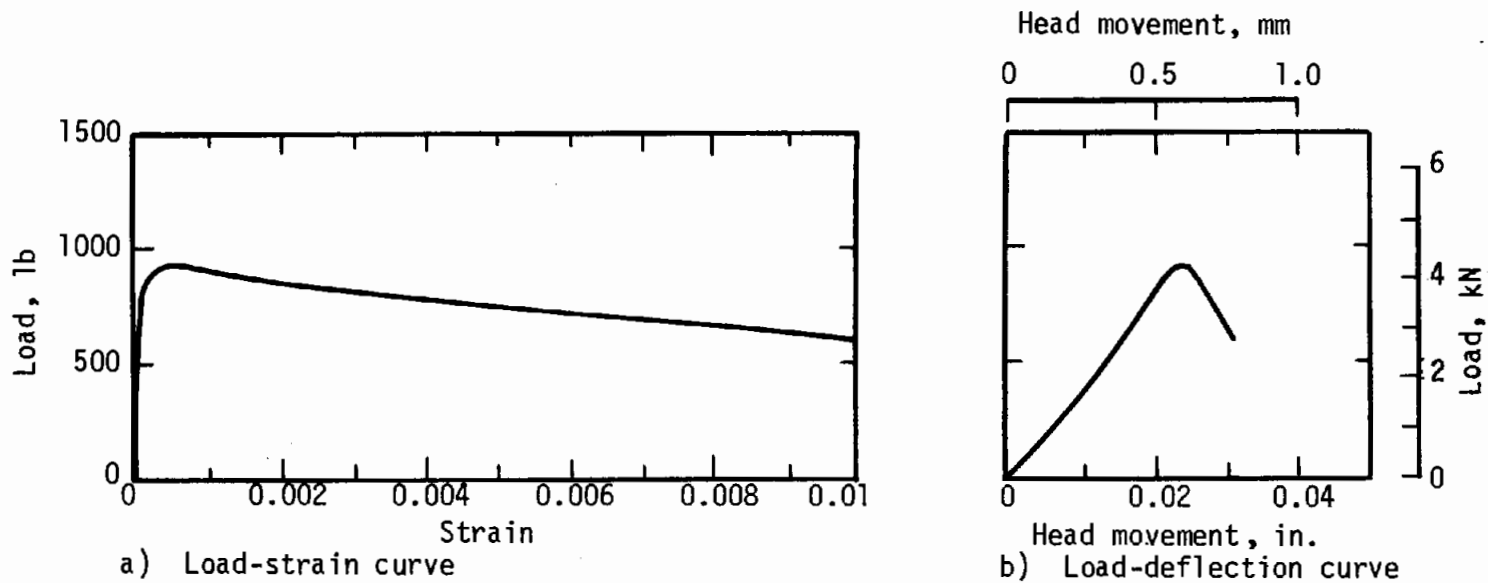 Head movement, mm
0 0.5 1.0
1500
1000
500
0
Load, lb
0 0.002 0.004 0.006 0.008 0.01
Strain
a) Load-strain curve
6
4
2
0
Load, kN
0 0.02 0.04
Head movement, in.
b) Load-deflection curve